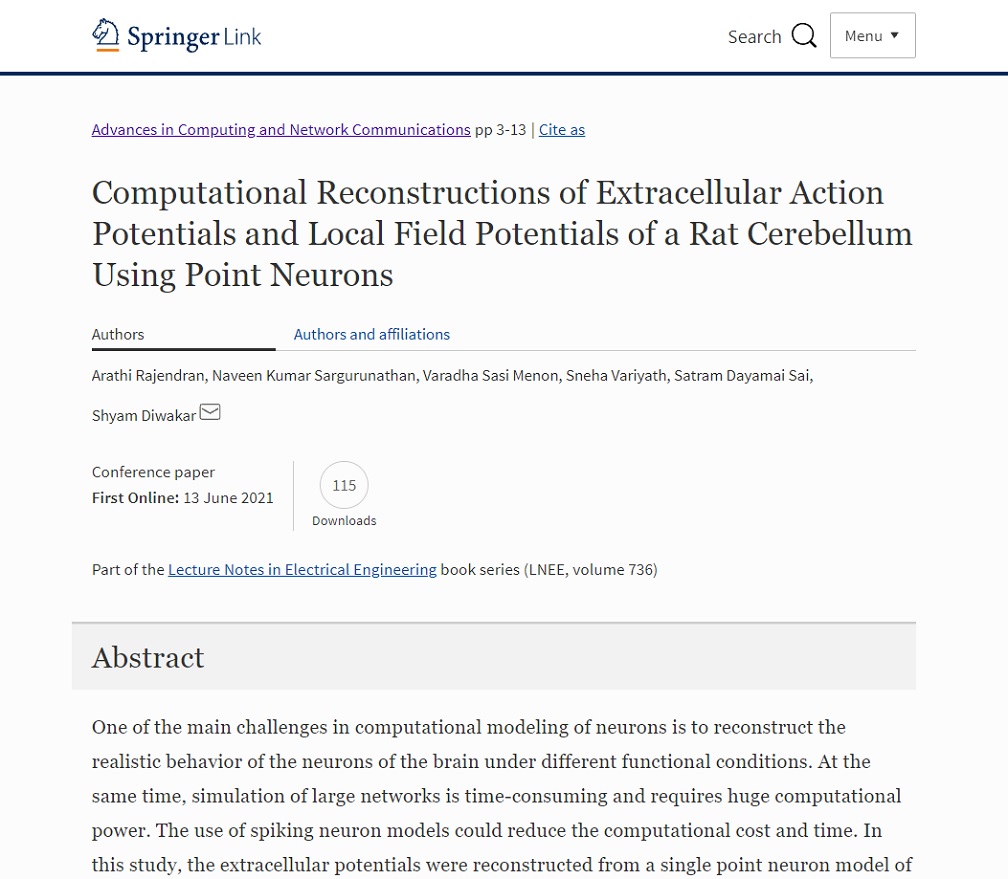 Springer Link
Search
Menu ▼
Advances in Computing and Network Communications pp 3-13 | Cite as
Computational Reconstructions of Extracellular Action
Potentials and Local Field Potentials of a Rat Cerebellum
Using Point Neurons
Authors
Authors and affiliations
Arathi Rajendran, Naveen Kumar Sargurunathan, Varadha Sasi Menon, Sneha Variyath, Satram Dayamai Sai,
Shyam Diwakar
Conference paper
First Online: 13 June 2021
115
Downloads
Part of the Lecture Notes in Electrical Engineering book series (LNEE, volume 736)
Abstract
One of the main challenges in computational modeling of neurons is to reconstruct the
realistic behavior of the neurons of the brain under different functional conditions. At the
same time, simulation of large networks is time-consuming and requires huge computational
power. The use of spiking neuron models could reduce the computational cost and time. In
this study, the extracellular potentials were reconstructed from a single point neuron model of